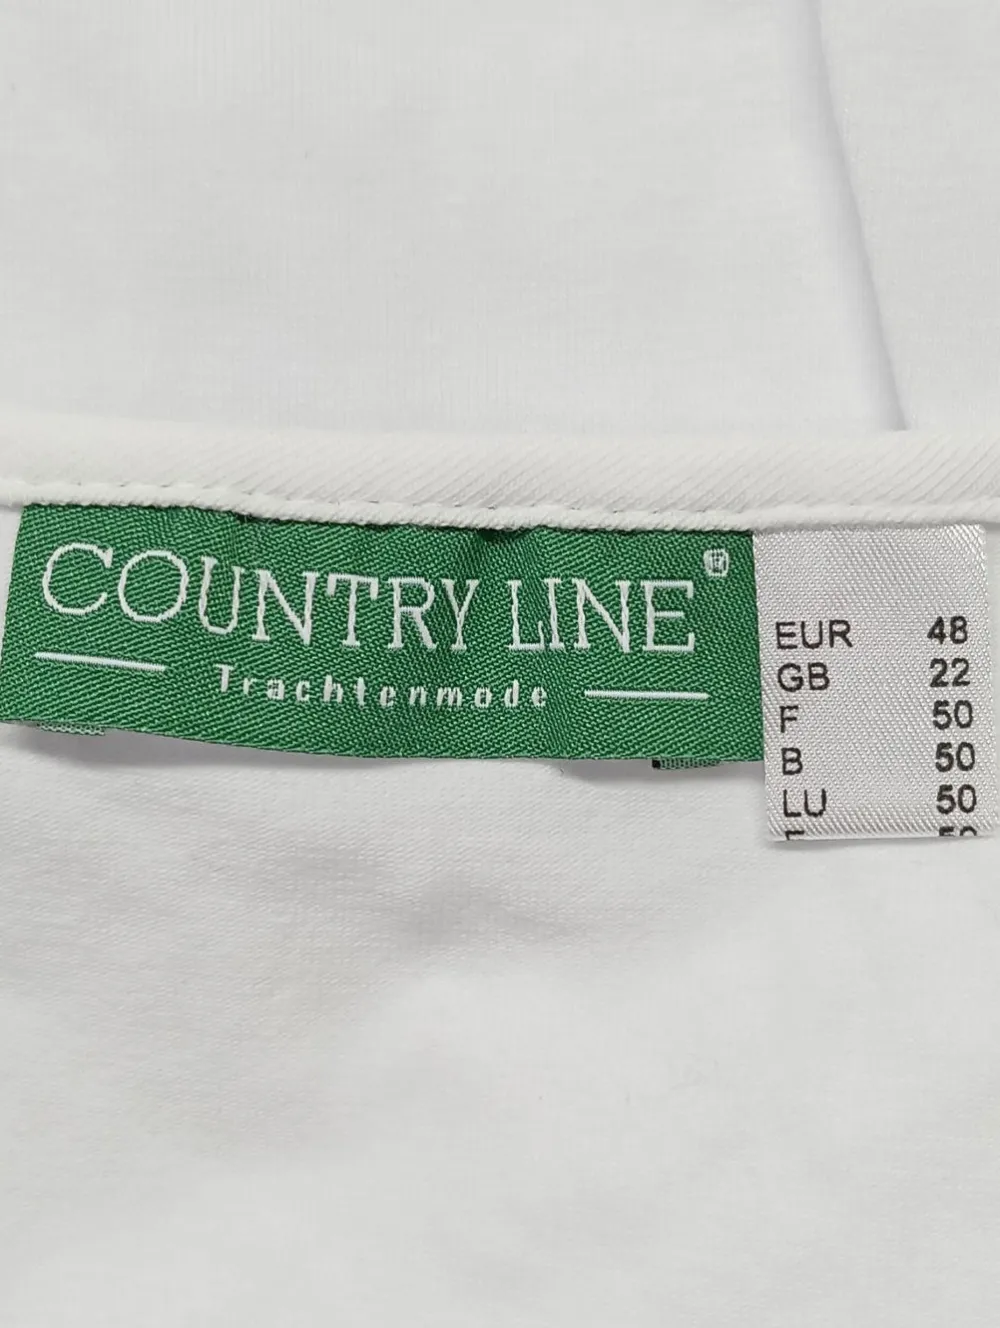 COUNTRY LINE®
Trachtenmode
EUR 48
GB 22
F 50
B 50
LU 50